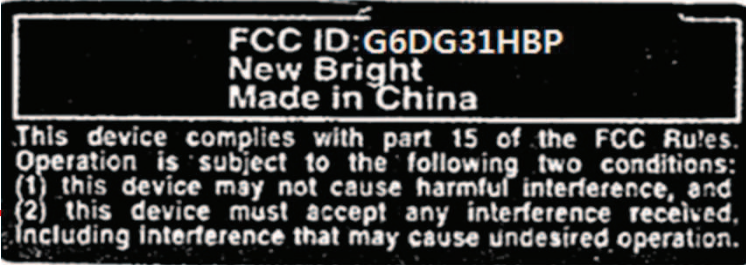 FCC ID:G6DG31HBP
New Bright
Made in China
This device complies with part 15 of the FCC Rules.
Operation is subject to the following two conditions:
(1) this device may not cause harmful interference, and
(2) this device must accept any interference received,
including interference that may cause undesired operation.